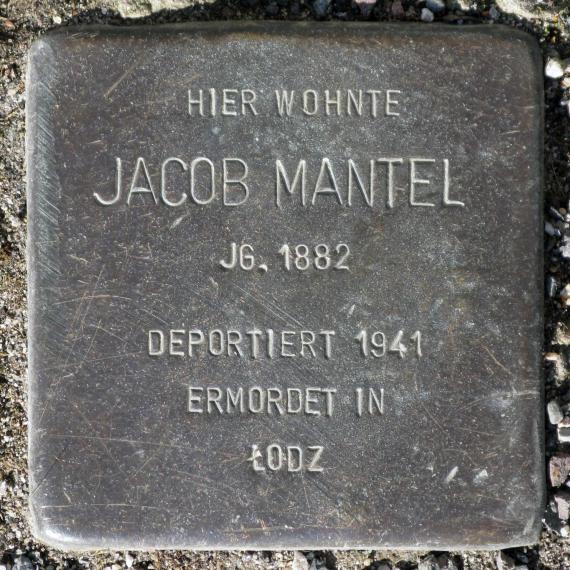 HIER WOHNTE
JACOB MANTEL
JG. 1882
DEPORTIERT 1941
ERMORDET IN
ŁODZ